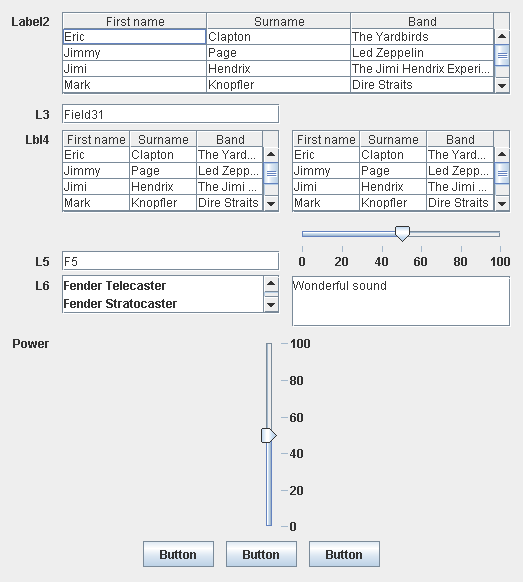 Label2 First name Surname Band
Eric Clapton The Yardbirds
Jimmy Page Led Zeppelin
Jimi Hendrix The Jimi Hendrix Experi...
Mark Knopfler Dire Straits
L3 Field31
Lbl4 First name Surname Band First name Surname Band
Eric Clapton The Yard... Eric Clapton The Yard...
Jimmy Page Led Zepp... Jimmy Page Led Zepp...
Jimi Hendrix The Jimi ... Jimi Hendrix The Jimi ...
Mark Knopfler Dire Straits Mark Knopfler Dire Straits
L5 F5 0 20 40 60 80 100
L6 Fender Telecaster Wonderful sound
Fender Stratocaster
Power 100
80
60
40
20
0
Button Button Button